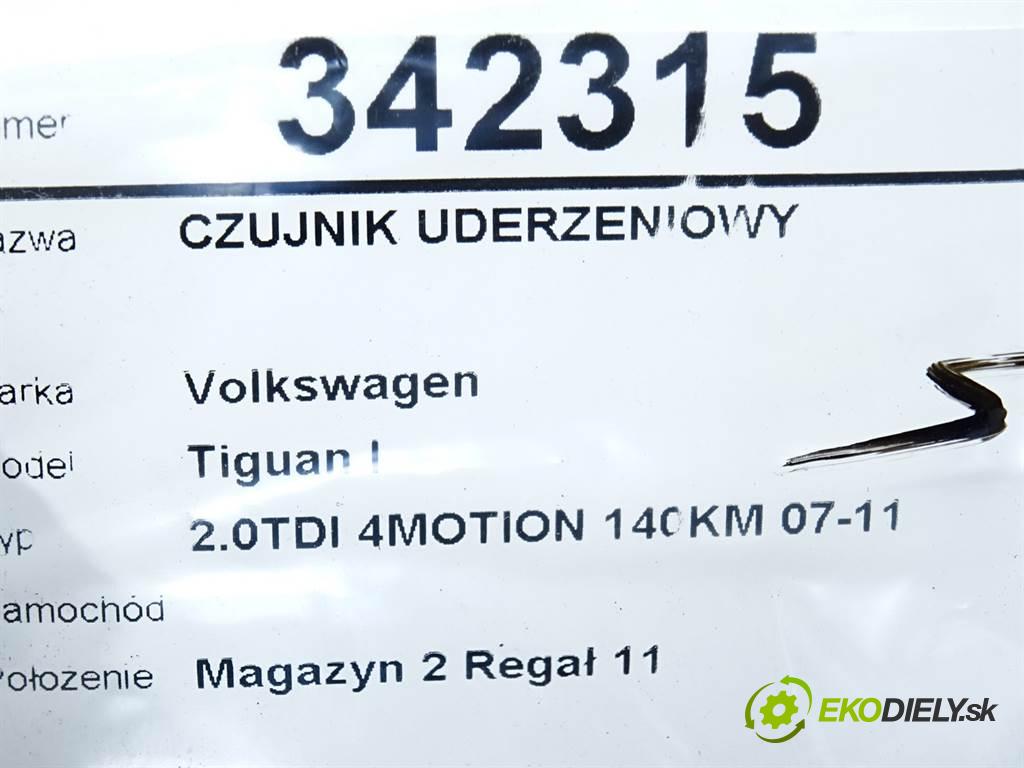 umer 342315
azwa CZUJNIK UDERZENIOWY
arka Volkswagen
odel Tiguan I
yp 2.0TDI 4MOTION 140KM 07-11
amochód
Położenie Magazyn 2 Regał 11
EKODIELY.sk